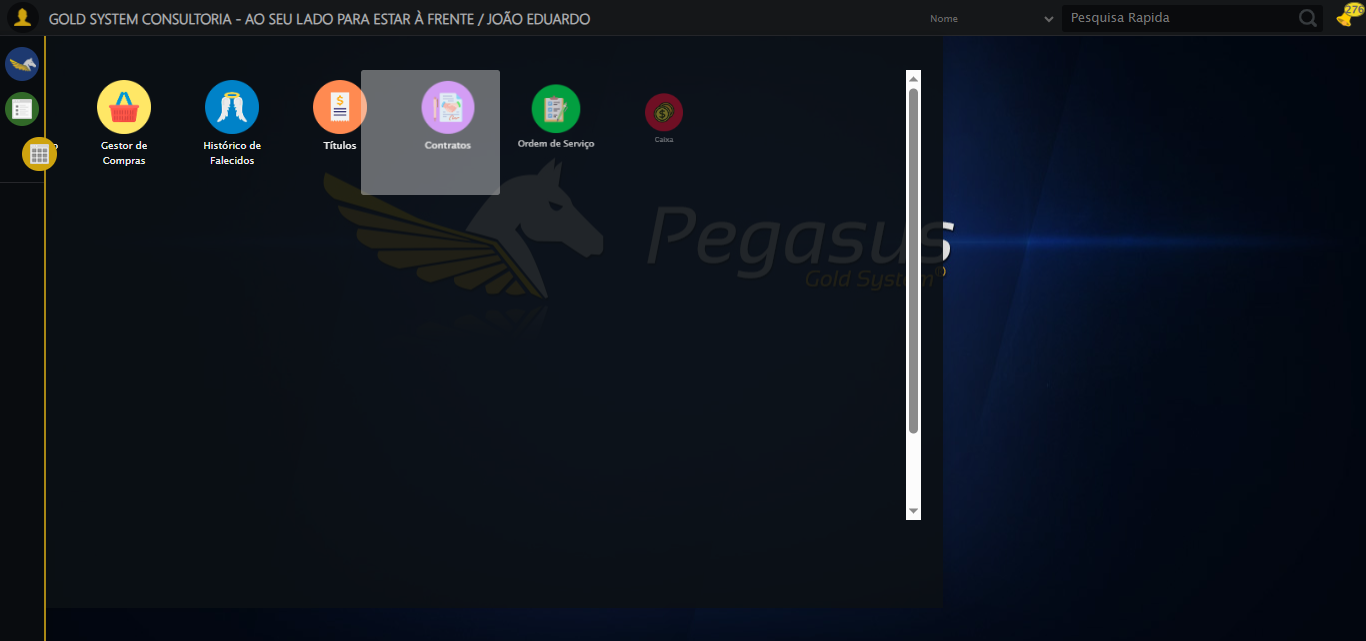 GOLD SYSTEM CONSULTORIA - AO SEU LADO PARA ESTAR À FRENTE / JOÃO EDUARDO
Nome
Pesquisa Rapida
276
o
Gestor de
Compras
Histórico de
Falecidos
Títulos
Contratos
Ordem de Serviço
Caixa
Pegasus
Gold System®